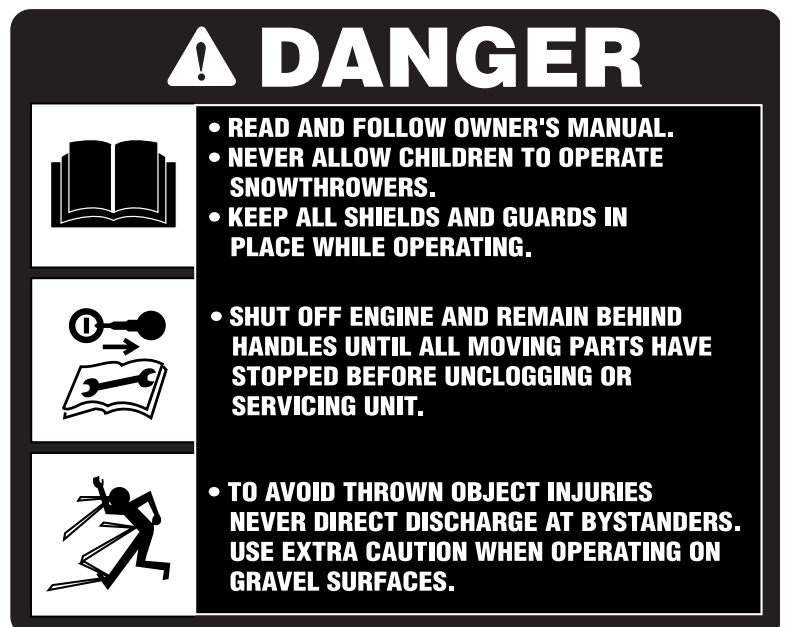 DANGER
• READ AND FOLLOW OWNER'S MANUAL.
• NEVER ALLOW CHILDREN TO OPERATE
SNOWTHROWERS.
• KEEP ALL SHIELDS AND GUARDS IN
PLACE WHILE OPERATING.
• SHUT OFF ENGINE AND REMAIN BEHIND
HANDLES UNTIL ALL MOVING PARTS HAVE
STOPPED BEFORE UNCLOGGING OR
SERVICING UNIT.
• TO AVOID THROWN OBJECT INJURIES
NEVER DIRECT DISCHARGE AT BYSTANDERS.
USE EXTRA CAUTION WHEN OPERATING ON
GRAVEL SURFACES.